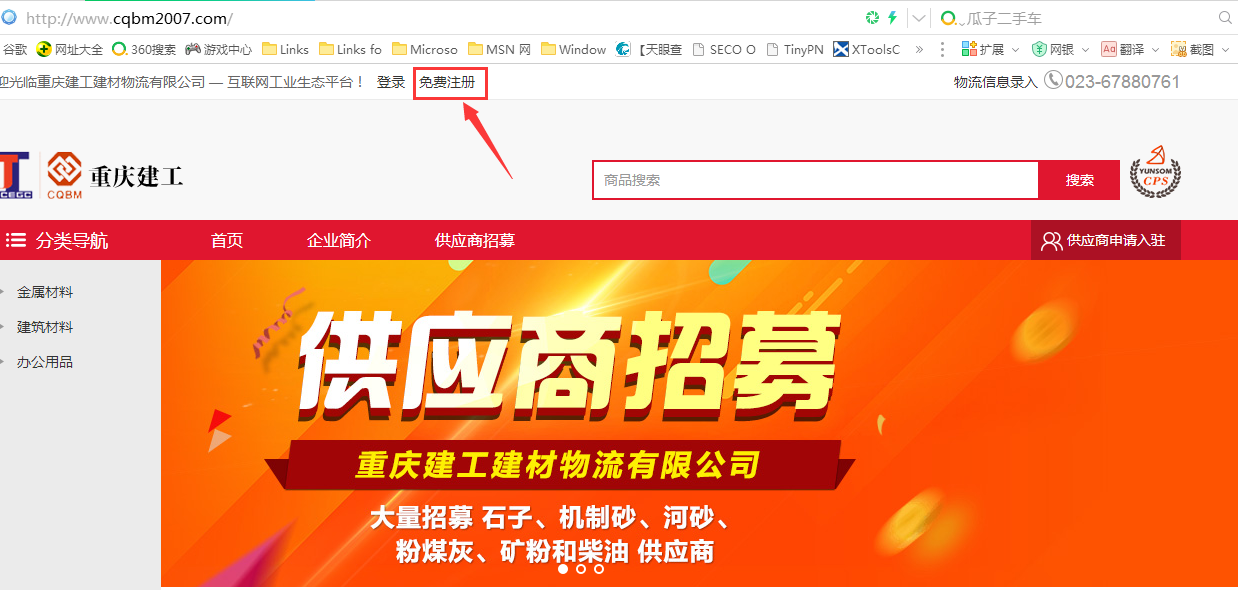 http://www.cqbm2007.com/
瓜子二手车
谷歌 网址大全 360搜索 游戏中心 Links Links fo Microso MSN 网 Window 【天眼查 SECO O TinyPN XToolsC » 扩展 网银 Aa 翻译 截图
迎光临重庆建工建材物流有限公司 — 互联网工业生态平台！ 登录 免费注册 物流信息录入 023-67880761
CEGC CQBM 重庆建工 商品搜索 搜索 YUNSOM CPS
分类导航 首页 企业简介 供应商招募 供应商申请入驻
金属材料
建筑材料
办公用品
供应商招募
重庆建工建材物流有限公司
大量招募 石子、机制砂、河砂、
粉煤灰、矿粉和柴油 供应商